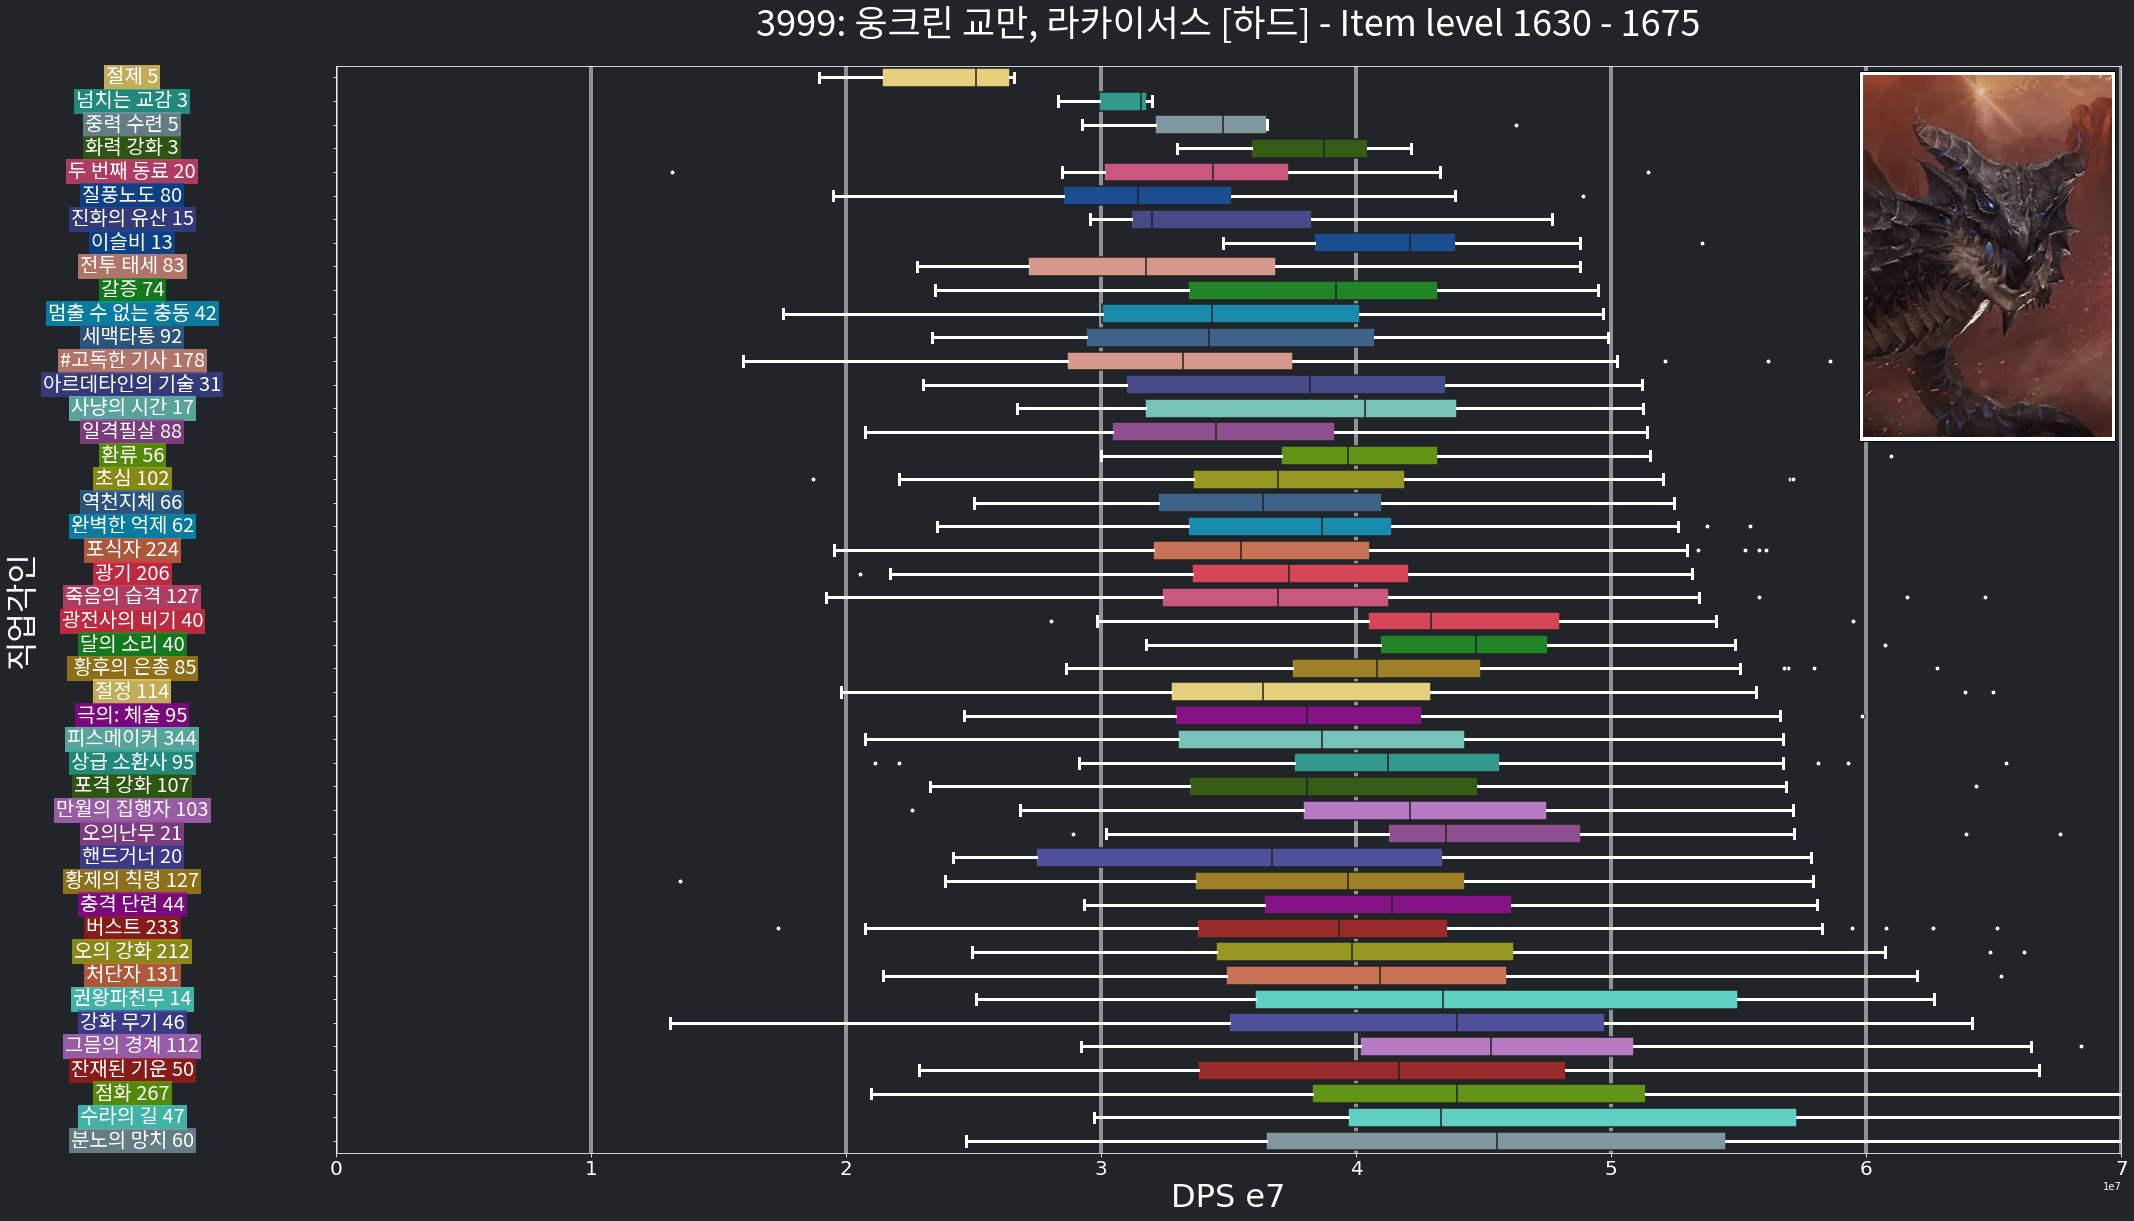 3999: 웅크린 교만, 라카이서스 [하드] - Item level 1630 - 1675
절제 5
넘치는 교감 3
중력 수련 5
화력 강화 3
두 번째 동료 20
질풍노도 80
진화의 유산 15
이슬비 13
전투 태세 83
갈증 74
멈출 수 없는 충동 42
세맥타통 92
#고독한 기사 178
아르데타인의 기술 31
사냥의 시간 17
일격필살 88
환류 56
초심 102
역천지체 66
완벽한 억제 62
포식자 224
광기 206
죽음의 습격 127
광전사의 비기 40
달의 소리 40
황후의 은총 85
절정 114
극의: 체술 95
피스메이커 344
상급 소환사 95
포격 강화 107
만월의 집행자 103
오의난무 21
핸드거너 20
황제의 칙령 127
충격 단련 44
버스트 233
오의 강화 212
처단자 131
권왕파천무 14
강화 무기 46
그믐의 경계 112
잔재된 기운 50
점화 267
수라의 길 47
분노의 망치 60
직업각인
0 1 2 3 4 5 6 7
1e7
DPS e7